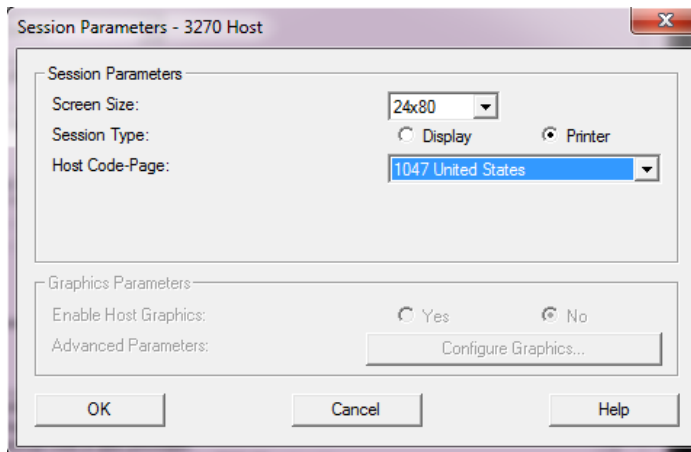 Session Parameters - 3270 Host
Session Parameters
Screen Size: 24x80
Session Type: Display Printer
Host Code-Page: 1047 United States
Graphics Parameters
Enable Host Graphics: Yes No
Advanced Parameters: Configure Graphics...
OK Cancel Help